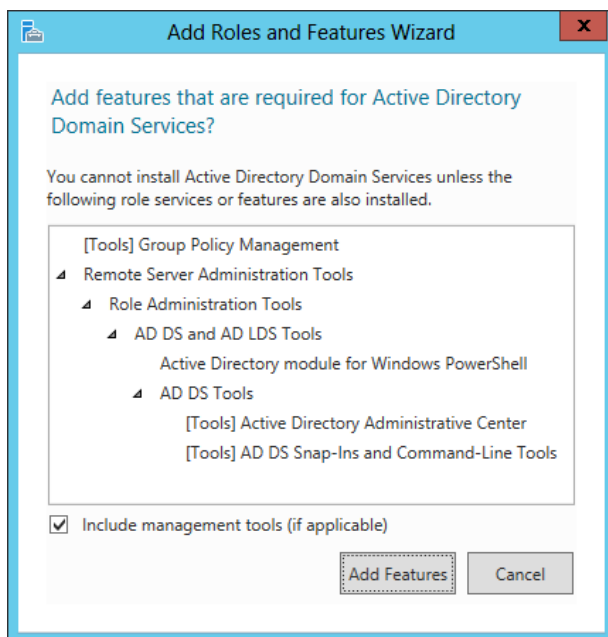 Add Roles and Features Wizard
x
Add features that are required for Active Directory
Domain Services?
You cannot install Active Directory Domain Services unless the
following role services or features are also installed.
[Tools] Group Policy Management
Remote Server Administration Tools
Role Administration Tools
AD DS and AD LDS Tools
Active Directory module for Windows PowerShell
AD DS Tools
[Tools] Active Directory Administrative Center
[Tools] AD DS Snap-Ins and Command-Line Tools
Include management tools (if applicable)
Add Features Cancel